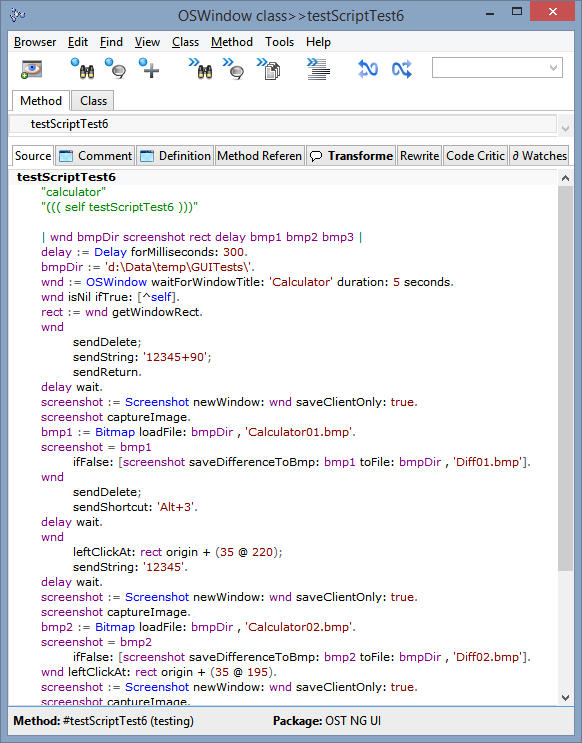 OSWindow class>>testScriptTest6
Browser Edit Find View Class Method Tools Help
Method Class
testScriptTest6
Source Comment Definition Method Referen Transforme Rewrite Code Critic ∂ Watches
testScriptTest6
"calculator"
"((( self testScriptTest6 )))"
| wnd bmpDir screenshot rect delay bmp1 bmp2 bmp3 |
delay := Delay forMilliseconds: 300.
bmpDir := 'd:\Data\temp\GUITests\'.
wnd := OSWindow waitForWindowTitle: 'Calculator' duration: 5 seconds.
wnd isNil ifTrue: [^self].
rect := wnd getWindowRect.
wnd
sendDelete;
sendString: '12345+90';
sendReturn.
delay wait.
screenshot := Screenshot newWindow: wnd saveClientOnly: true.
screenshot captureImage.
bmp1 := Bitmap loadFile: bmpDir , 'Calculator01.bmp'.
screenshot = bmp1
ifFalse: [screenshot saveDifferenceToBmp: bmp1 toFile: bmpDir , 'Diff01.bmp'].
wnd
sendDelete;
sendShortcut: 'Alt+3'.
delay wait.
wnd
leftClickAt: rect origin + (35 @ 220);
sendString: '12345'.
delay wait.
screenshot := Screenshot newWindow: wnd saveClientOnly: true.
screenshot captureImage.
bmp2 := Bitmap loadFile: bmpDir , 'Calculator02.bmp'.
screenshot = bmp2
ifFalse: [screenshot saveDifferenceToBmp: bmp2 toFile: bmpDir , 'Diff02.bmp'].
wnd leftClickAt: rect origin + (35 @ 195).
screenshot := Screenshot newWindow: wnd saveClientOnly: true.
screenshot captureImage.
Method: #testScriptTest6 (testing) Package: OST NG UI